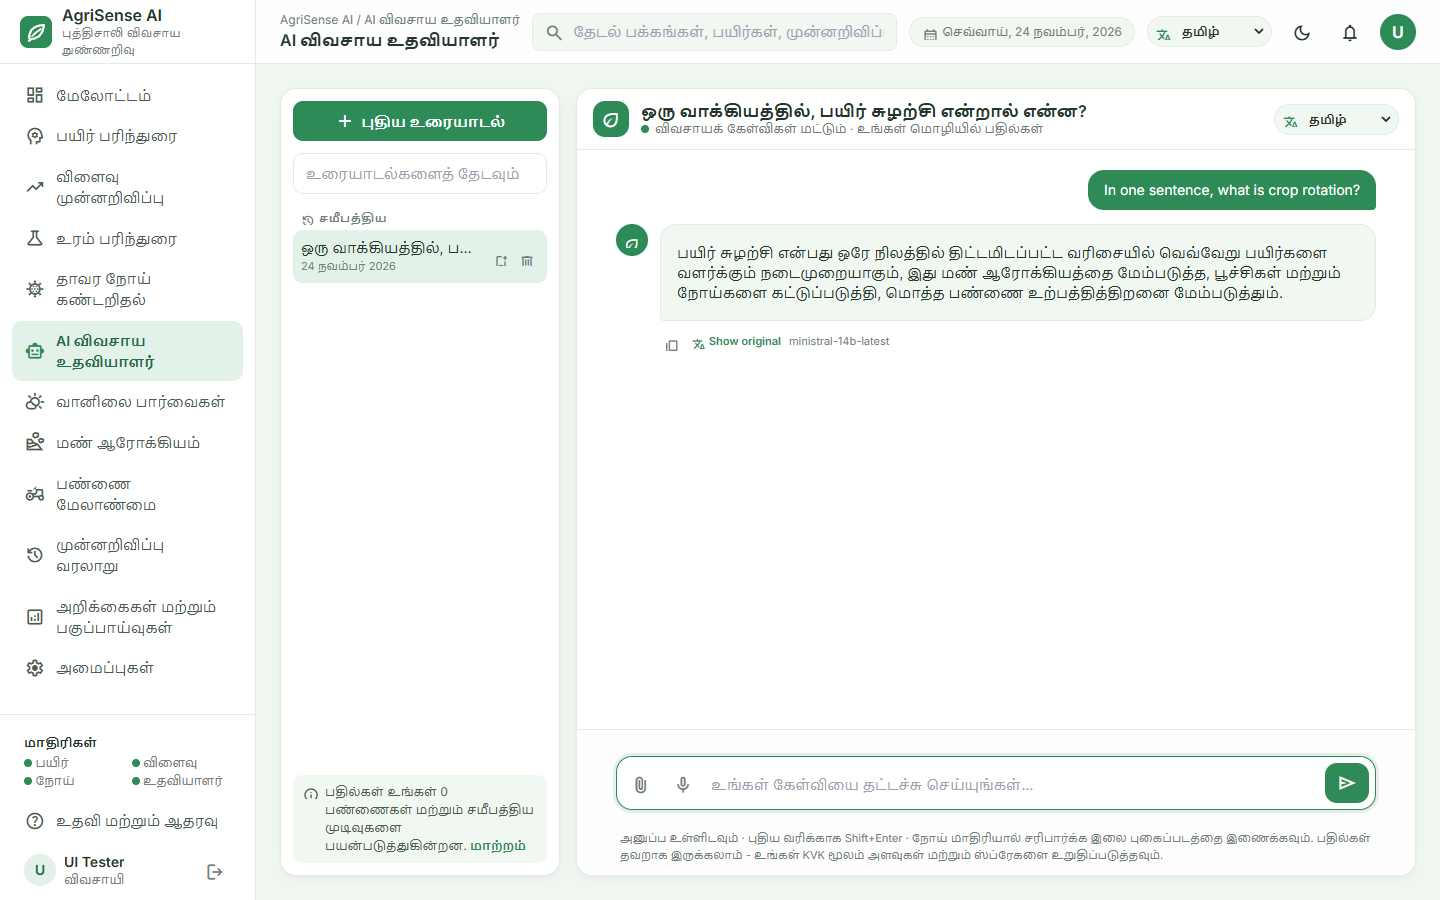 AgriSense AI
புத்திசாலி விவசாய
நுண்ணறிவு
மேலோட்டம்
பயிர் பரிந்துரை
விளைவு
முன்னறிவிப்பு
உரம் பரிந்துரை
தாவர நோய்
கண்டறிதல்
AI விவசாய
உதவியாளர்
வானிலை பார்வைகள்
மண் ஆரோக்கியம்
பண்ணை
மேலாண்மை
முன்னறிவிப்பு
வரலாறு
அறிக்கைகள் மற்றும்
பகுப்பாய்வுகள்
அமைப்புகள்
மாதிரிகள்
பயிர்
விளைவு
நோய்
உதவியாளர்
உதவி மற்றும் ஆதரவு
U
UI Tester
விவசாயி
AgriSense AI / AI விவசாய உதவியாளர்
AI விவசாய உதவியாளர்
தேடல் பக்கங்கள், பயிர்கள், முன்னறிவிப்
செவ்வாய், 24 நவம்பர், 2026
தமிழ்
U
புதிய உரையாடல்
உரையாடல்களைத் தேடவும்
சமீபத்திய
ஒரு வாக்கியத்தில், ப...
24 நவம்பர் 2026
பதில்கள் உங்கள் 0
பண்ணைகள் மற்றும் சமீபத்திய
முடிவுகளை
பயன்படுத்துகின்றன. மாற்றம்
ஒரு வாக்கியத்தில், பயிர் சுழற்சி என்றால் என்ன?
விவசாயக் கேள்விகள் மட்டும் · உங்கள் மொழியில் பதில்கள்
தமிழ்
In one sentence, what is crop rotation?
பயிர் சுழற்சி என்பது ஒரே நிலத்தில் திட்டமிடப்பட்ட வரிசையில் வெவ்வேறு பயிர்களை
வளர்க்கும் நடைமுறையாகும், இது மண் ஆரோக்கியத்தை மேம்படுத்த, பூச்சிகள் மற்றும்
நோய்களை கட்டுப்படுத்தி, மொத்த பண்ணை உற்பத்தித்திறனை மேம்படுத்தும்.
Show original ministral-14b-latest
உங்கள் கேள்வியை தட்டச்சு செய்யுங்கள்...
அனுப்ப உள்ளிடவும் · புதிய வரிக்காக Shift+Enter · நோய் மாதிரியால் சரிபார்க்க இலை புகைப்படத்தை இணைக்கவும். பதில்கள்
தவறாக இருக்கலாம் - உங்கள் KVK மூலம் அளவுகள் மற்றும் ஸ்ப்ரேகளை உறுதிப்படுத்தவும்.